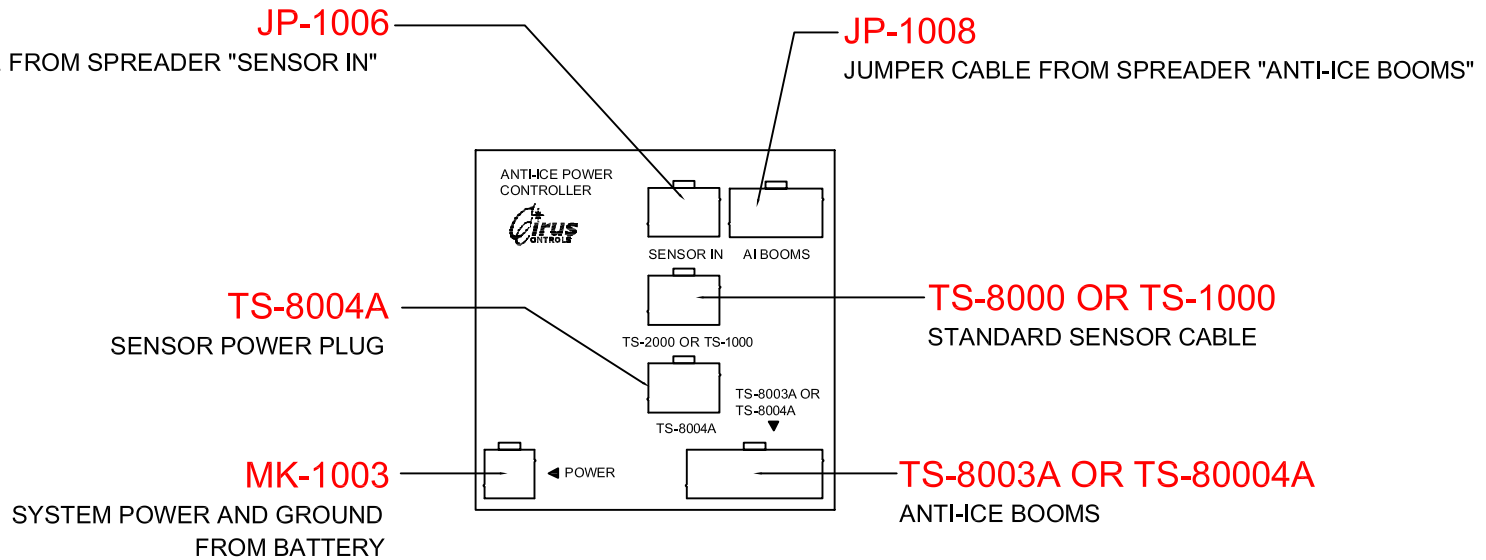 JP-1006
FROM SPREADER "SENSOR IN"
JP-1008
JUMPER CABLE FROM SPREADER "ANTI-ICE BOOMS"
ANTI-ICE POWER
CONTROLLER
Cirus
CONTROLS
SENSOR IN
AI BOOMS
TS-8004A
SENSOR POWER PLUG
TS-8000 OR TS-1000
STANDARD SENSOR CABLE
TS-2000 OR TS-1000
TS-8003A OR
TS-8004A
TS-8004A
MK-1003
SYSTEM POWER AND GROUND
FROM BATTERY
POWER
TS-8003A OR TS-80004A
ANTI-ICE BOOMS